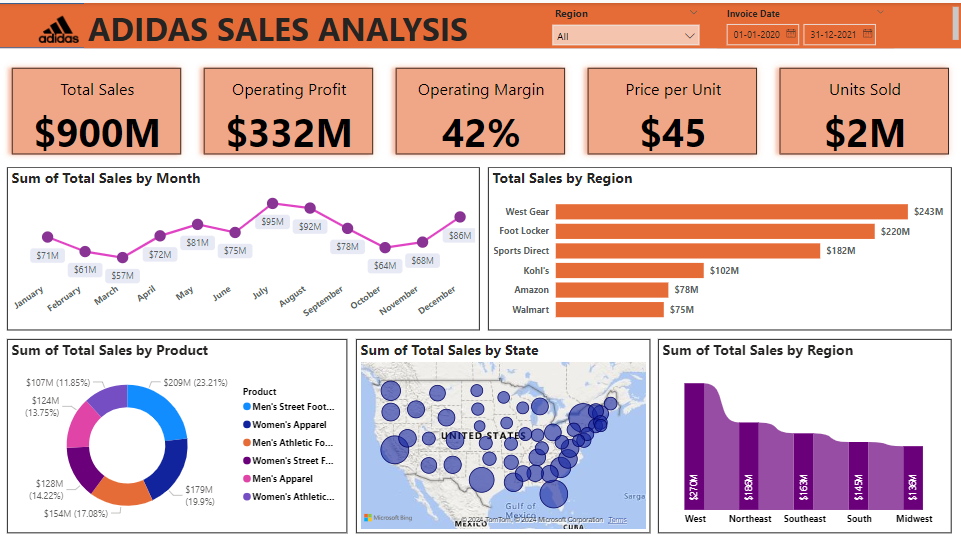 adidas
ADIDAS SALES ANALYSIS
Region
All
Invoice Date
01-01-2020
31-12-2021
Total Sales
$900M
Operating Profit
$332M
Operating Margin
42%
Price per Unit
$45
Units Sold
$2M
Sum of Total Sales by Month
$71M
$61M
$57M
$72M
$81M
$75M
$95M
$92M
$78M
$64M
$68M
$86M
January
February
March
April
May
June
July
August
September
October
November
December
Total Sales by Region
West Gear
$243M
Foot Locker
$220M
Sports Direct
$182M
Kohl's
$102M
Amazon
$78M
Walmart
$75M
Sum of Total Sales by Product
$209M (23.21%)
$179M
(19.9%)
$154M (17.08%)
$128M
(14.22%)
$124M
(13.75%)
$107M (11.85%)
Product
Men's Street Foot...
Women's Apparel
Men's Athletic Fo...
Women's Street F...
Men's Apparel
Women's Athletic...
Sum of Total Sales by State
UNITED STATES
Gulf of
Mexico
MEXICO
CUBA
Sarga
Microsoft Bing
© 2024 TomTom, © 2024 Microsoft Corporation Terms
Sum of Total Sales by Region
$270M
$186M
$163M
$145M
West
Northeast
Southeast
South
Midwest